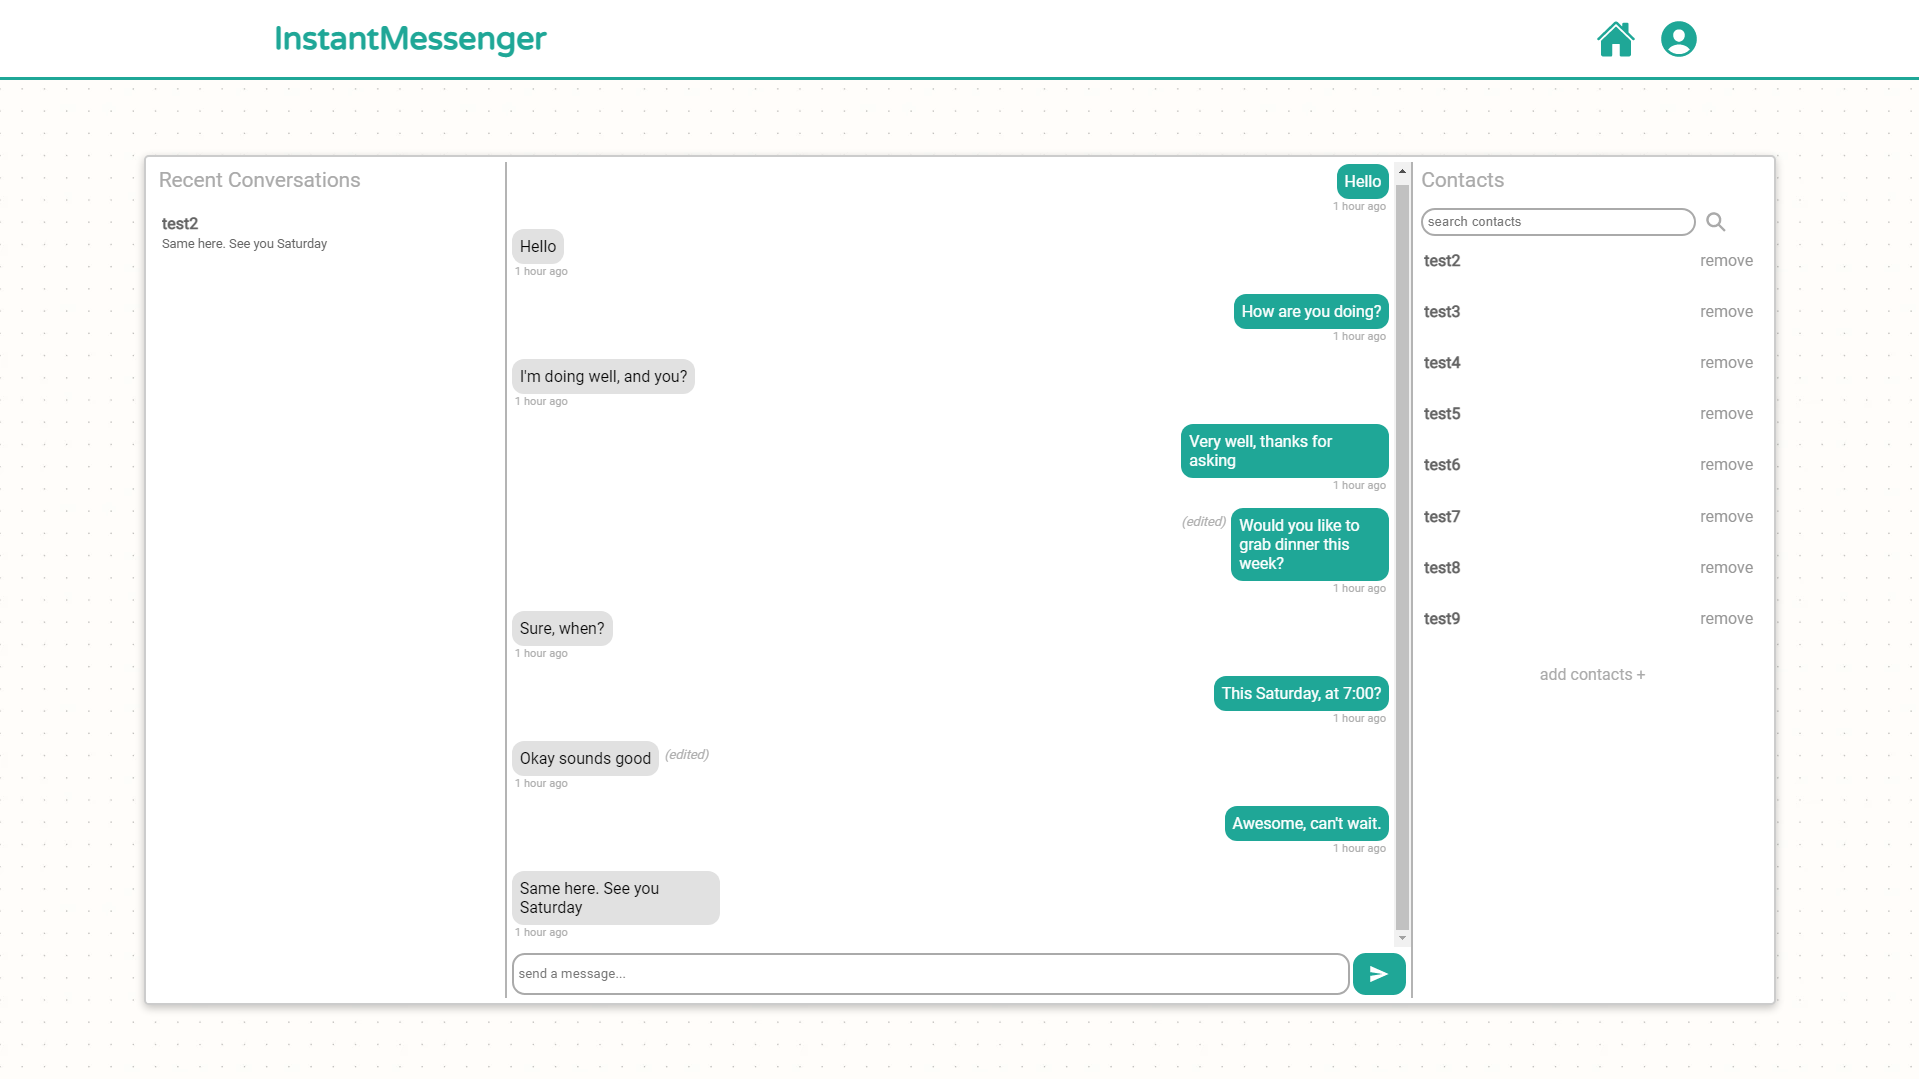 InstantMessenger
Recent Conversations
test2
Same here. See you Saturday
Hello
1 hour ago
Hello
1 hour ago
How are you doing?
1 hour ago
I'm doing well, and you?
1 hour ago
Very well, thanks for
asking
1 hour ago
(edited)
Would you like to
grab dinner this
week?
1 hour ago
Sure, when?
1 hour ago
This Saturday, at 7:00?
1 hour ago
Okay sounds good
(edited)
1 hour ago
Awesome, can't wait.
1 hour ago
Same here. See you
Saturday
1 hour ago
send a message...
Contacts
search contacts
test2 remove
test3 remove
test4 remove
test5 remove
test6 remove
test7 remove
test8 remove
test9 remove
add contacts +